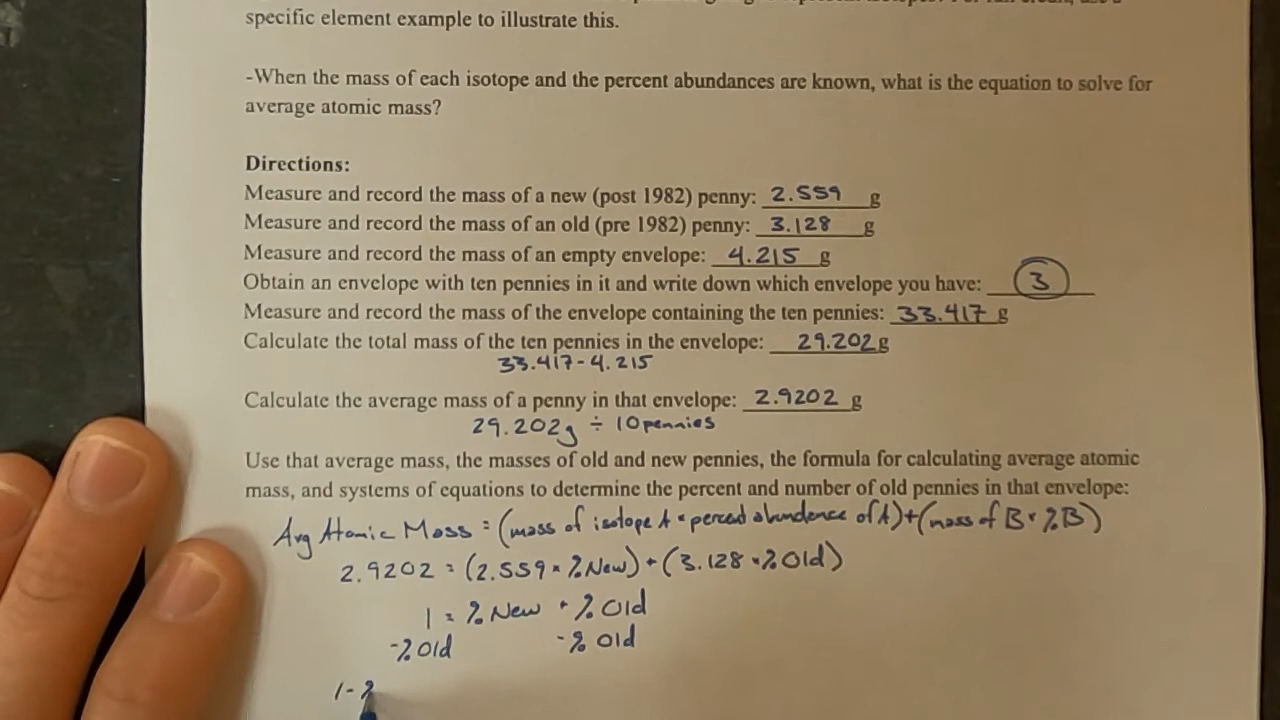 specific element example to illustrate this.
-When the mass of each isotope and the percent abundances are known, what is the equation to solve for
average atomic mass?
Directions:
Measure and record the mass of a new (post 1982) penny: 2.559 g
Measure and record the mass of an old (pre 1982) penny: 3.128 g
Measure and record the mass of an empty envelope: 4.215 g
Obtain an envelope with ten pennies in it and write down which envelope you have: 3
Measure and record the mass of the envelope containing the ten pennies: 33.417 g
Calculate the total mass of the ten pennies in the envelope: 29.202 g
33.417-4.215
Calculate the average mass of a penny in that envelope: 2.9202 g
29.202g ÷ 10 pennies
Use that average mass, the masses of old and new pennies, the formula for calculating average atomic
mass, and systems of equations to determine the percent and number of old pennies in that envelope:
Avg Atomic Mass = (mass of isotope A × percent abundance of A) + (mass of B × % B)
2.9202 = (2.559 × % New) + (3.128 × % Old)
1 = % New + % Old
-% Old -% Old
1 - %